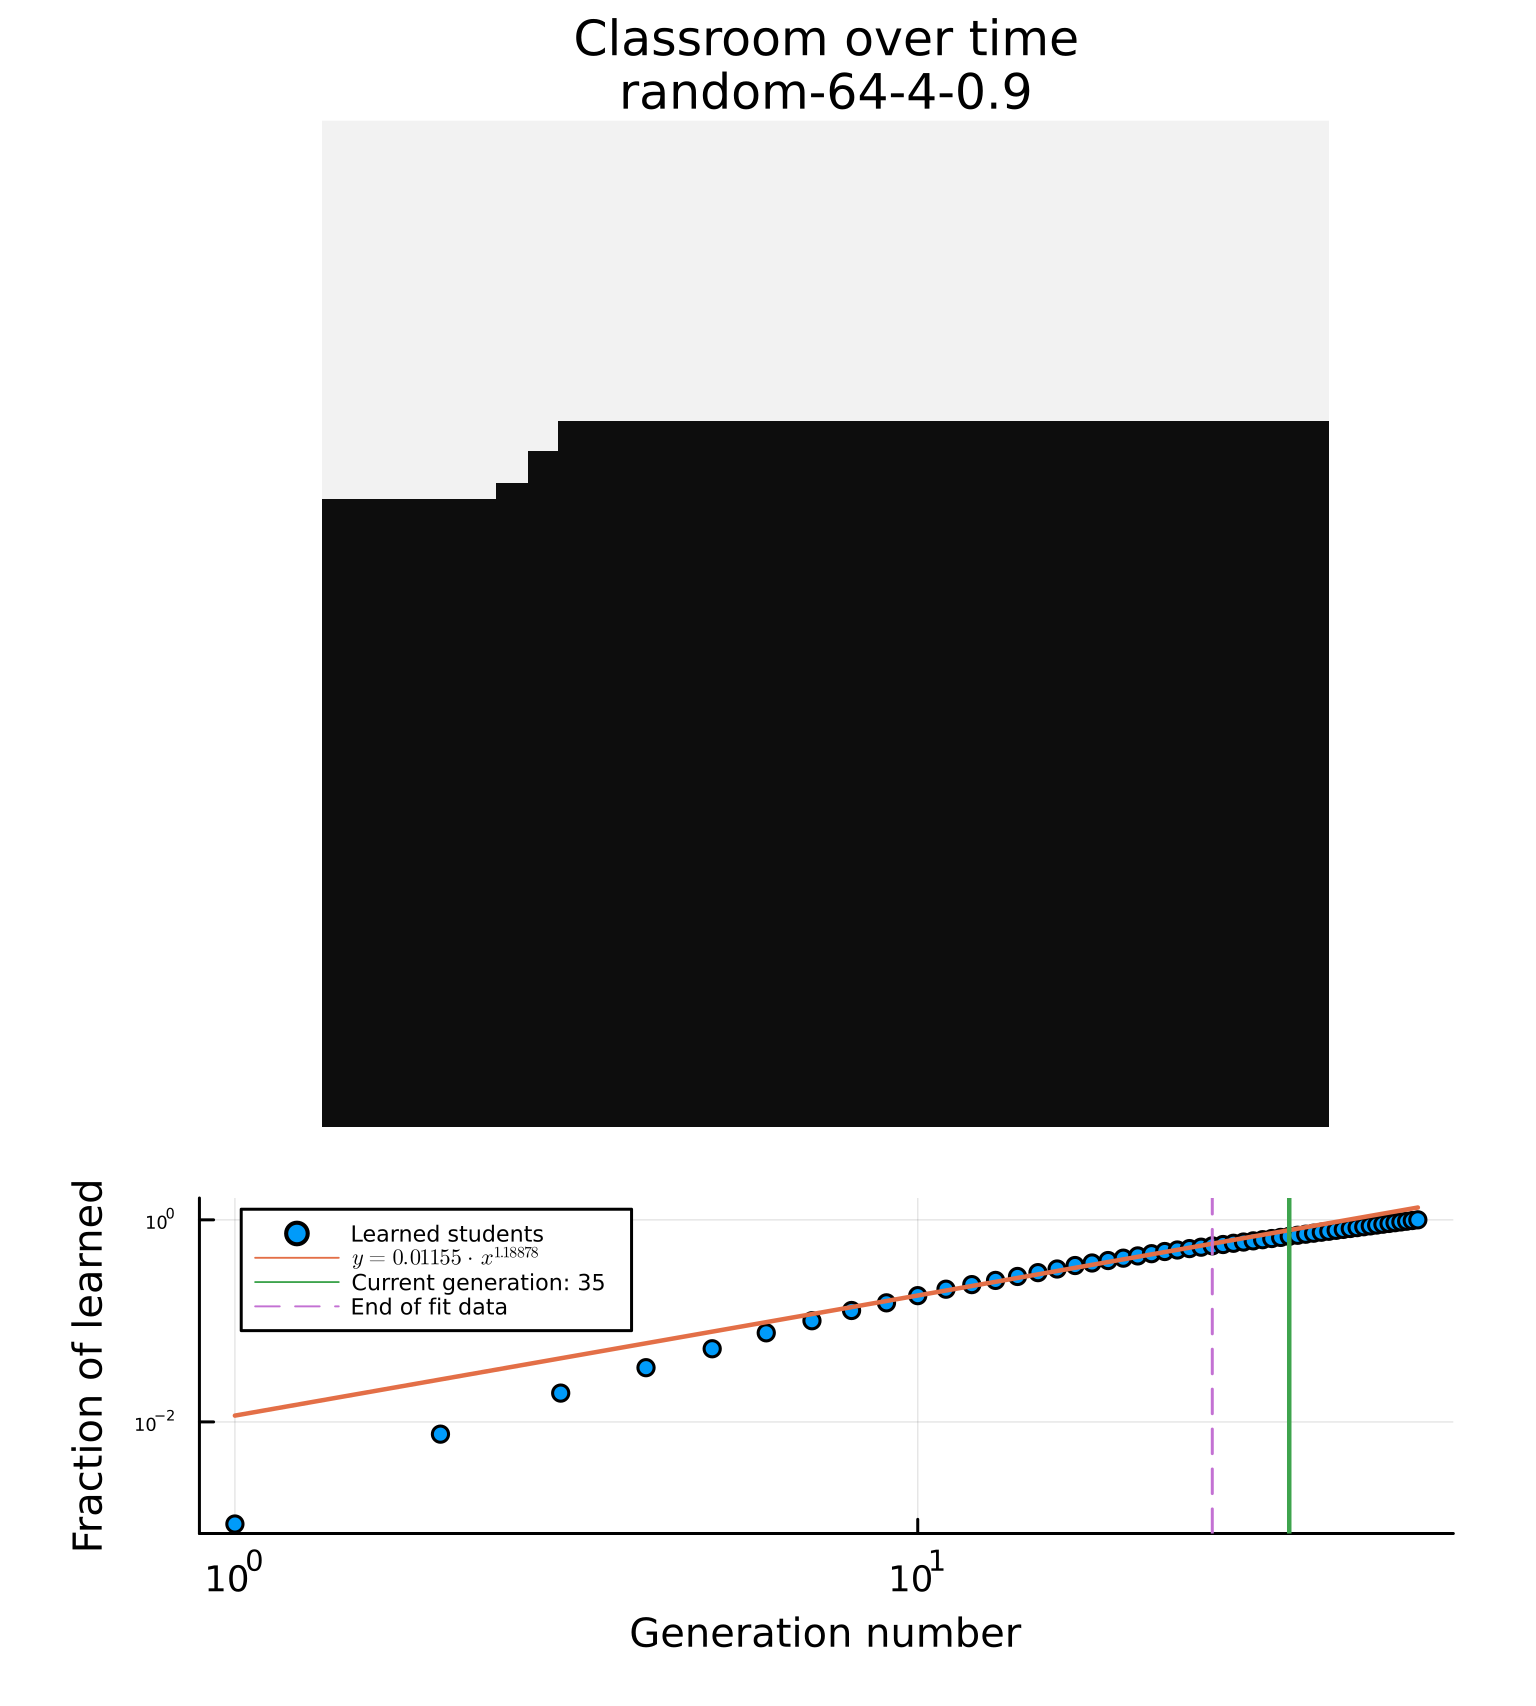 Classroom over time
random-64-4-0.9
Fraction of learned
10^0
10^-2
Learned students
y = 0.01155 · x^1.18878
Current generation: 35
End of fit data
10^0
10^1
Generation number